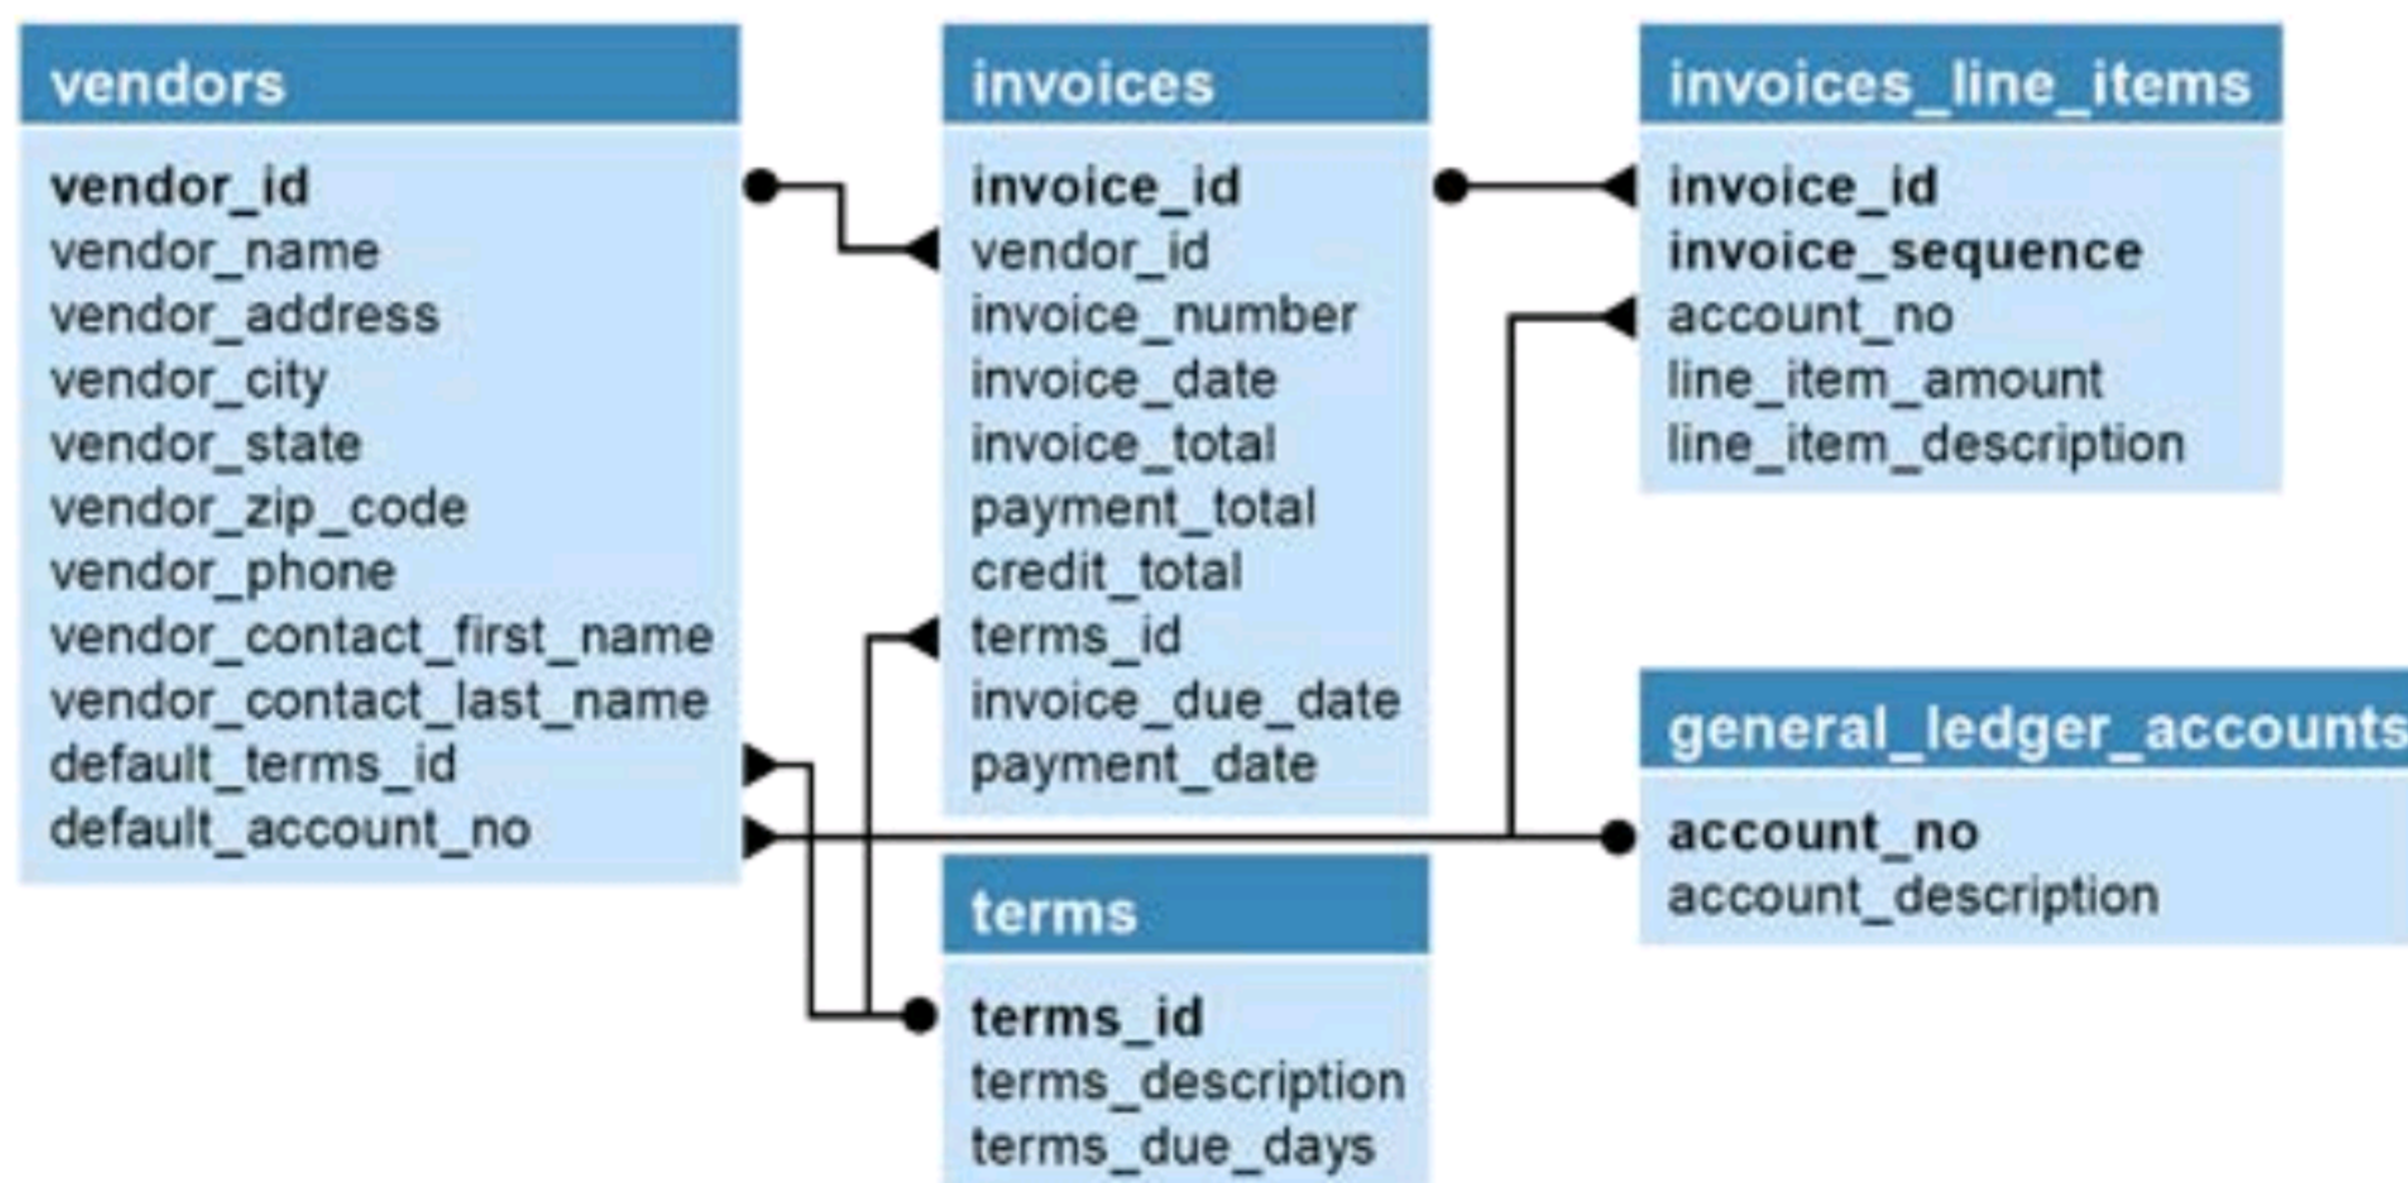 vendors
vendor_id
vendor_name
vendor_address
vendor_city
vendor_state
vendor_zip_code
vendor_phone
vendor_contact_first_name
vendor_contact_last_name
default_terms_id
default_account_no
invoices
invoice_id
vendor_id
invoice_number
invoice_date
invoice_total
payment_total
credit_total
terms_id
invoice_due_date
payment_date
terms
terms_id
terms_description
terms_due_days
invoices_line_items
invoice_id
invoice_sequence
account_no
line_item_amount
line_item_description
general_ledger_accounts
account_no
account_description